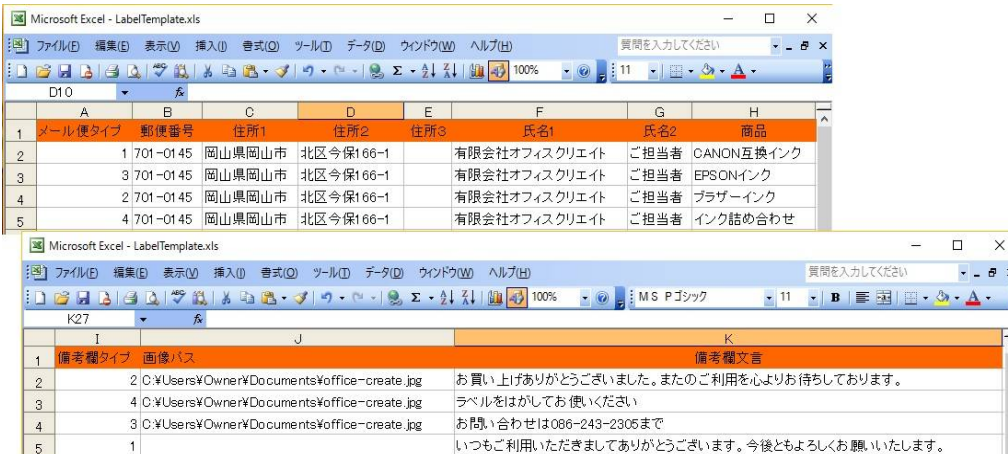 Microsoft Excel - LabelTemplate.xls
ファイル(F) 編集(E) 表示(V) 挿入(I) 書式(O) ツール(T) データ(D) ウィンドウ(W) ヘルプ(H) 質問を入力してください
100% 11
D10 fx
A B C D E F G H
1 メール便タイプ 郵便番号 住所1 住所2 住所3 氏名1 氏名2 商品
2 1 701-0145 岡山県岡山市 北区今保166-1 有限会社オフィスクリエイト ご担当者 CANON互換インク
3 3 701-0145 岡山県岡山市 北区今保166-1 有限会社オフィスクリエイト ご担当者 EPSONインク
4 2 701-0145 岡山県岡山市 北区今保166-1 有限会社オフィスクリエイト ご担当者 ブラザーインク
5 4 701-0145 岡山県岡山市 北区今保166-1 有限会社オフィスクリエイト ご担当者 インク詰め合わせ
Microsoft Excel - LabelTemplate.xls
ファイル(F) 編集(E) 表示(V) 挿入(I) 書式(O) ツール(T) データ(D) ウィンドウ(W) ヘルプ(H) 質問を入力してください
100% MS Pゴシック 11 B
K27 fx
I J K
1 備考欄タイプ 画像パス 備考欄文言
2 2 C:¥Users¥Owner¥Documents¥office-create.jpg お買い上げありがとうございました。またのご利用を心よりお待ちしております。
3 4 C:¥Users¥Owner¥Documents¥office-create.jpg ラベルをはがしてお使いください
4 3 C:¥Users¥Owner¥Documents¥office-create.jpg お問い合わせは086-243-2305まで
5 1 いつもご利用いただきましてありがとうございます。今後ともよろしくお願いいたします。